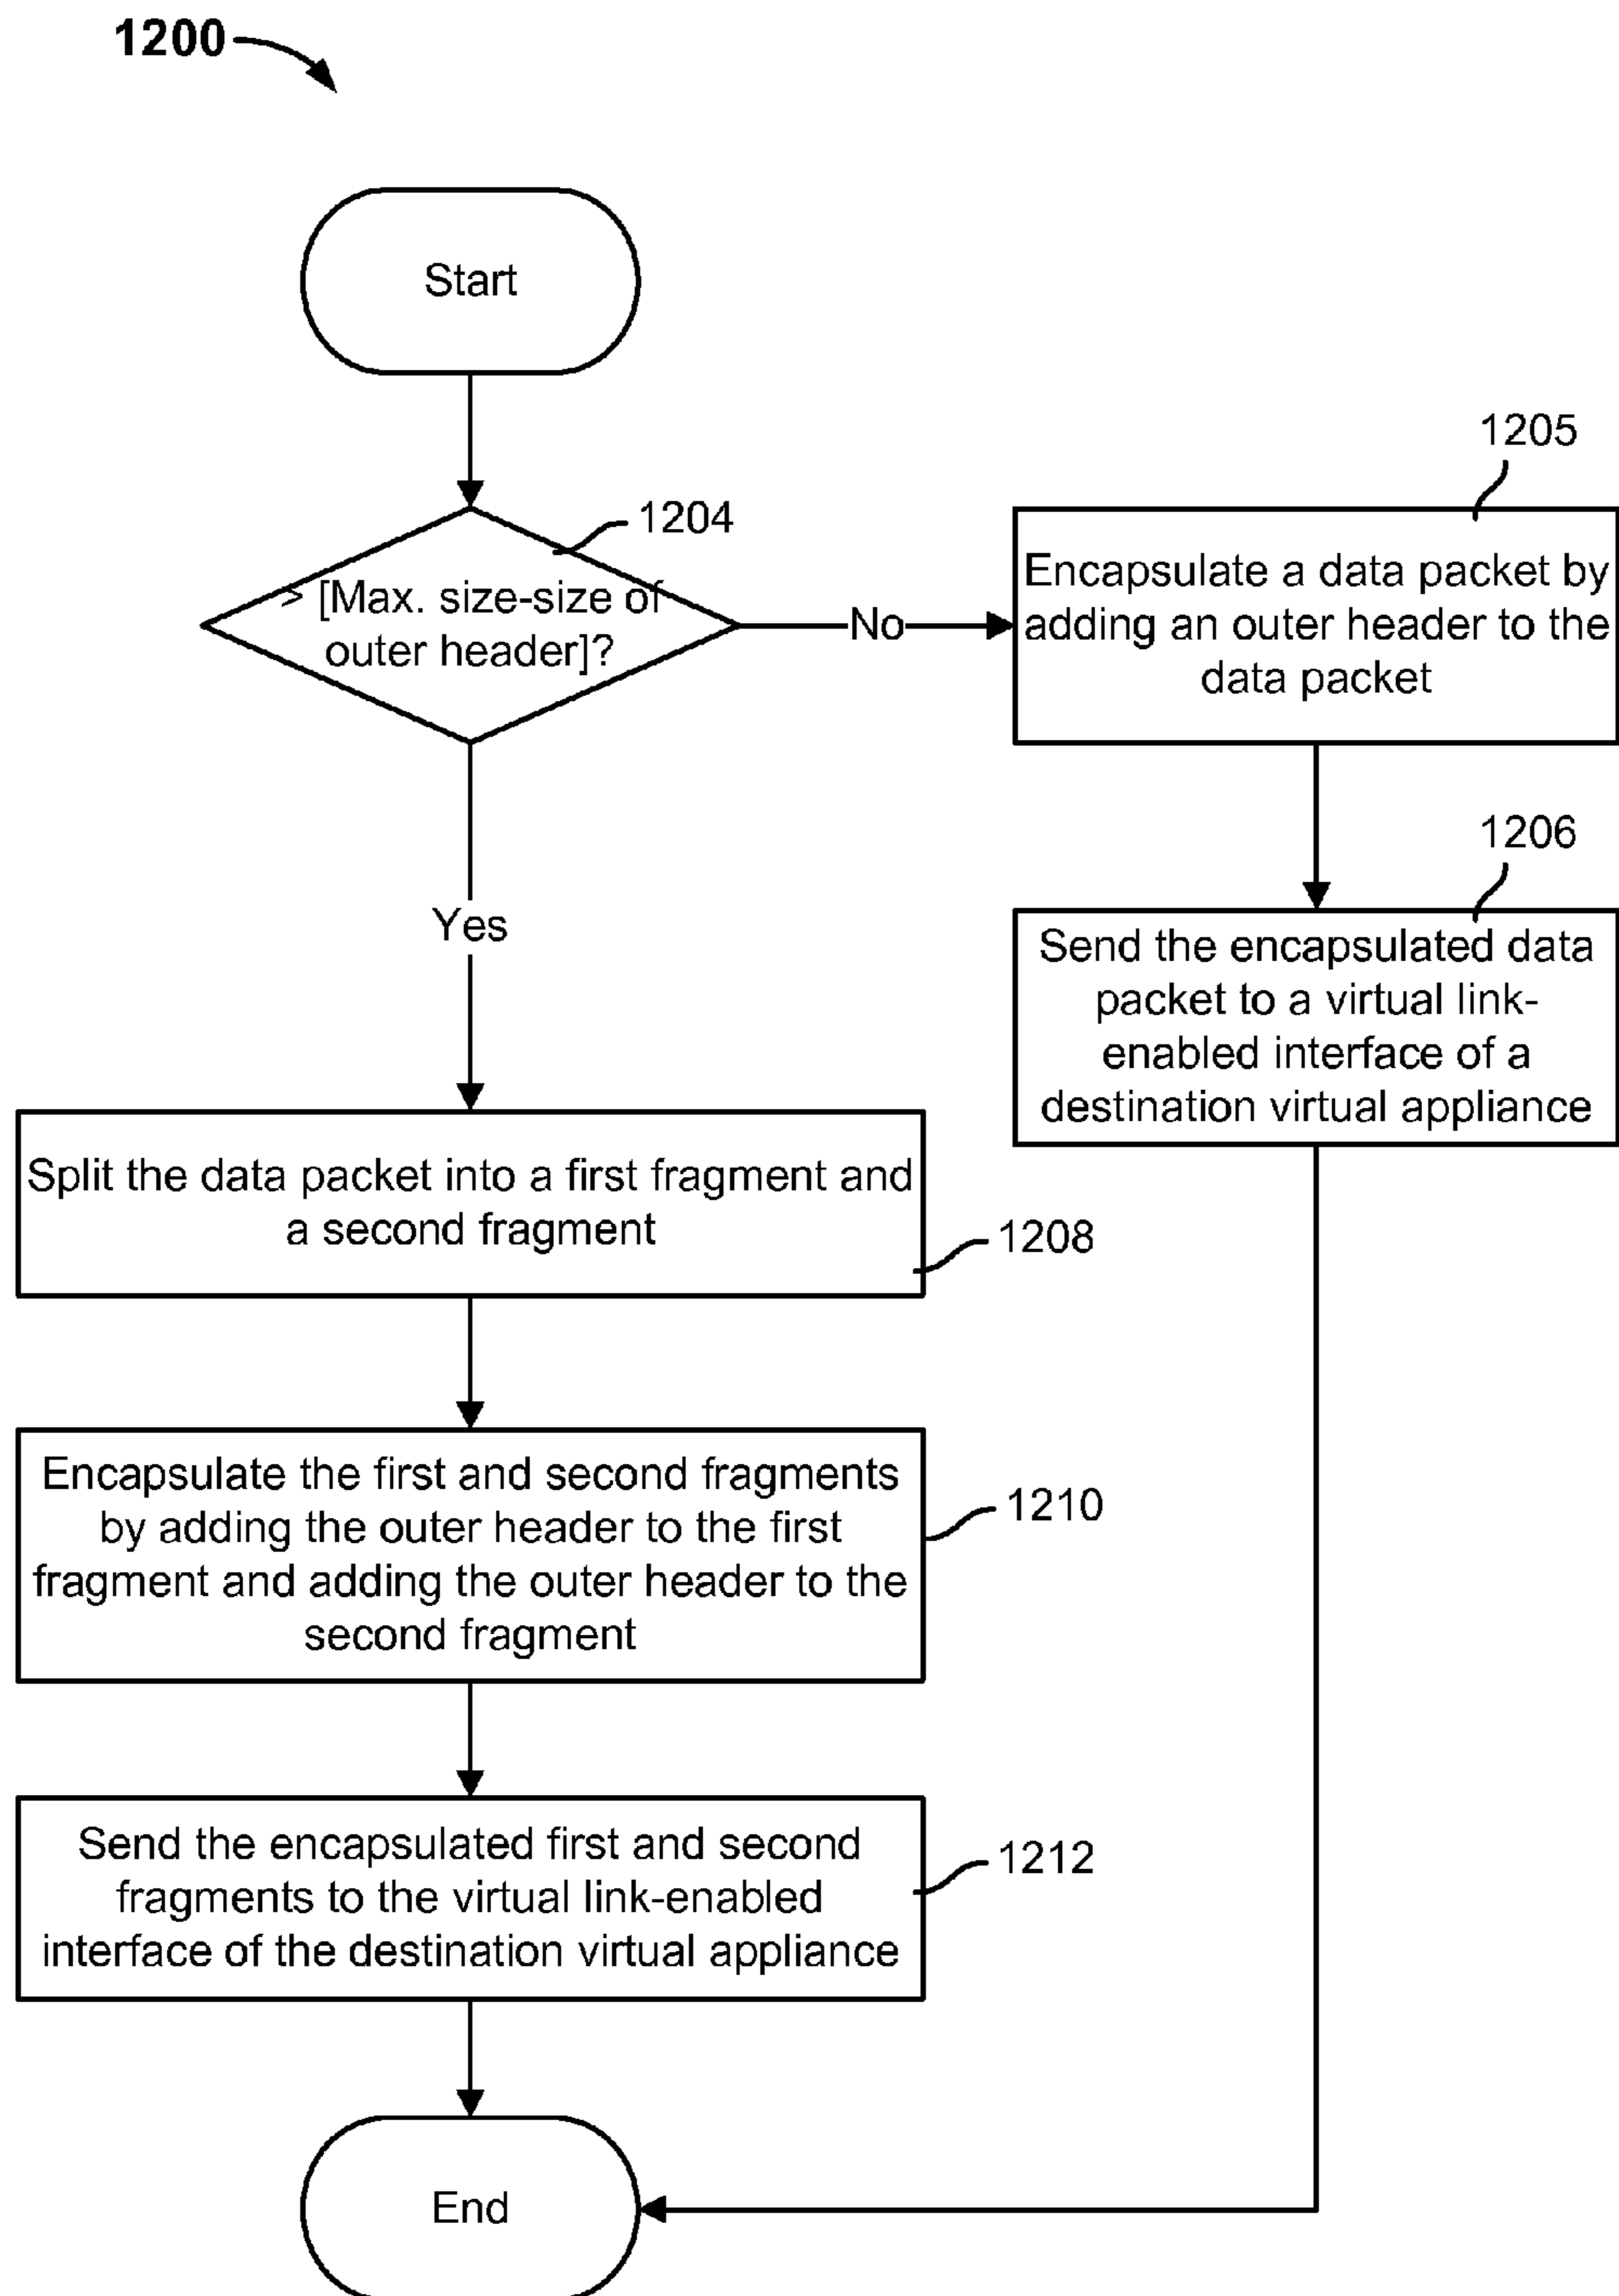 1200
Start
1204
> [Max. size-size of
outer header]?
No
1205
Encapsulate a data packet by
adding an outer header to the
data packet
1206
Send the encapsulated data
packet to a virtual link-
enabled interface of a
destination virtual appliance
Yes
Split the data packet into a first fragment and
a second fragment
1208
Encapsulate the first and second fragments
by adding the outer header to the first
fragment and adding the outer header to the
second fragment
1210
Send the encapsulated first and second
fragments to the virtual link-enabled
interface of the destination virtual appliance
1212
End